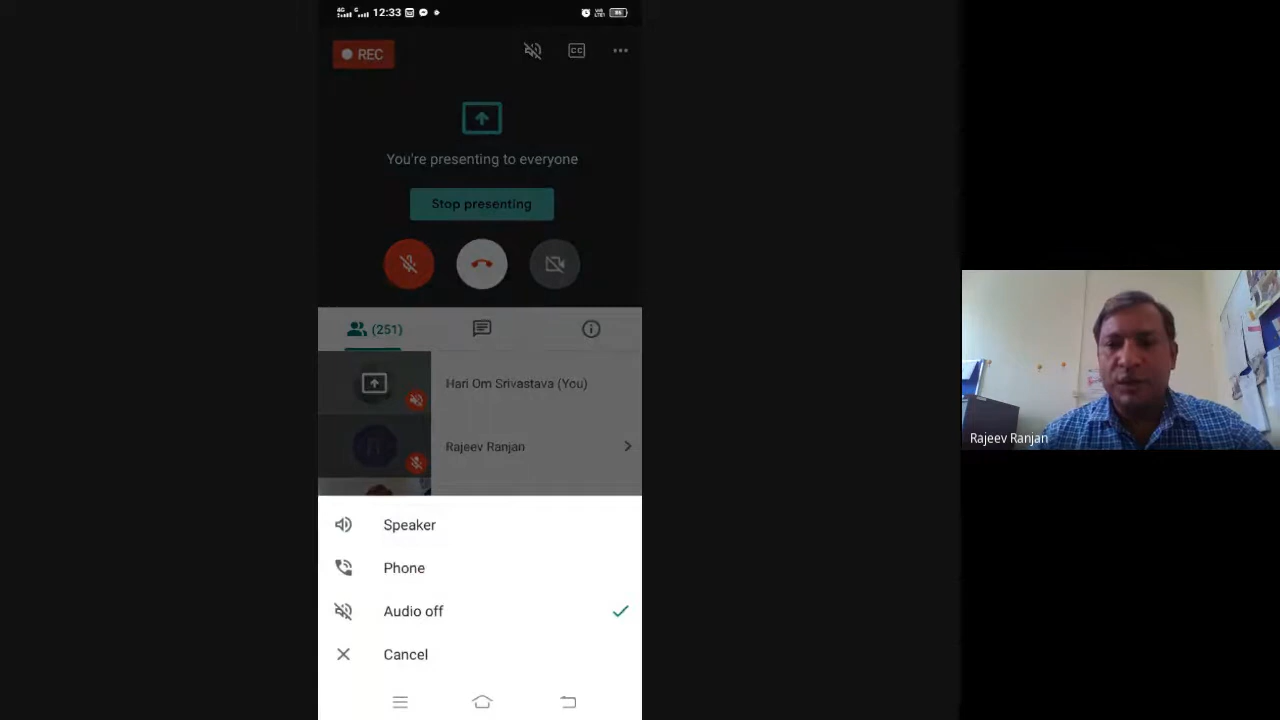 12:33
REC
CC
You're presenting to everyone
Stop presenting
(251)
Hari Om Srivastava (You)
Rajeev Ranjan
Speaker
Phone
Audio off
Cancel
Rajeev Ranjan